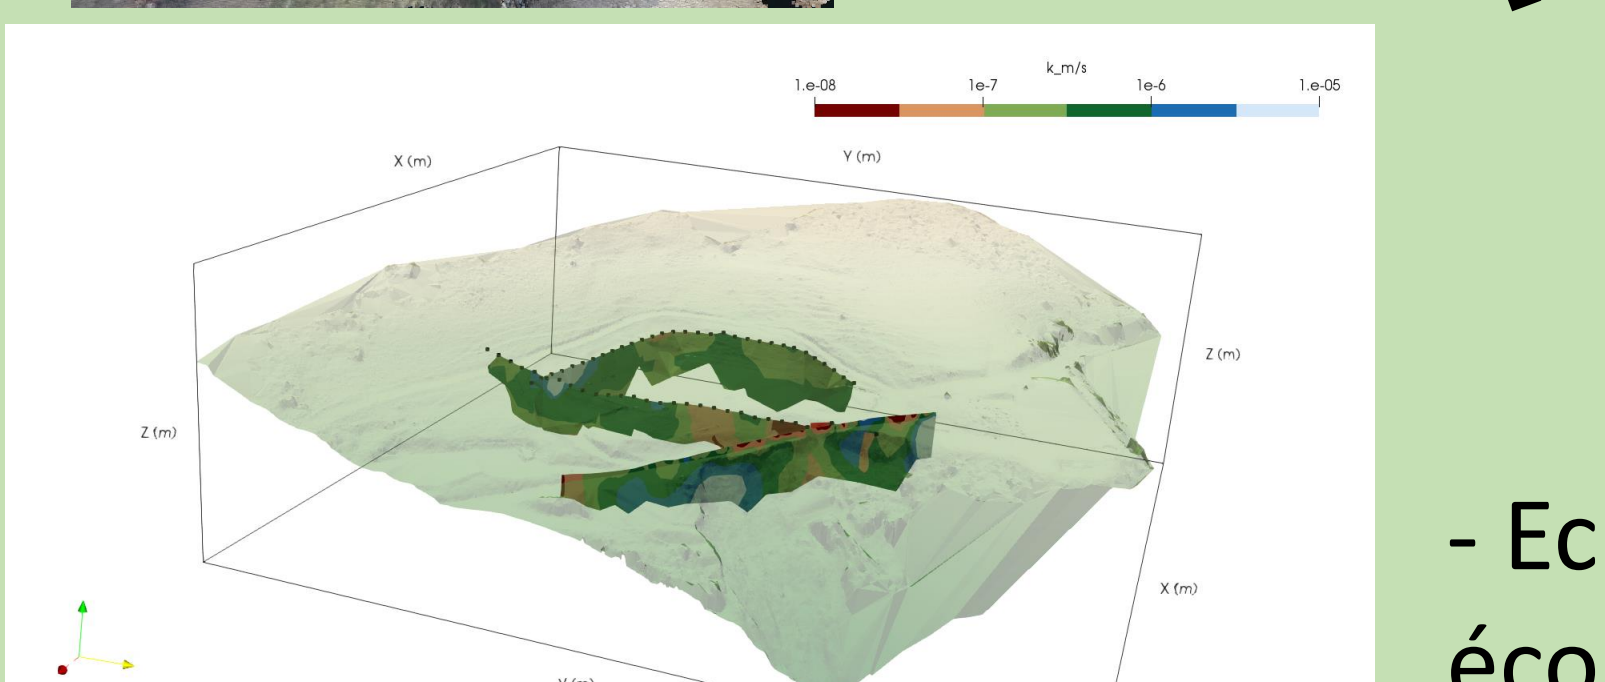 k_m/s
1.e-08 1e-7 1e-6 1.e-05
X (m)
Y (m)
Z (m)
Z (m)
X (m)
- Ec
éco